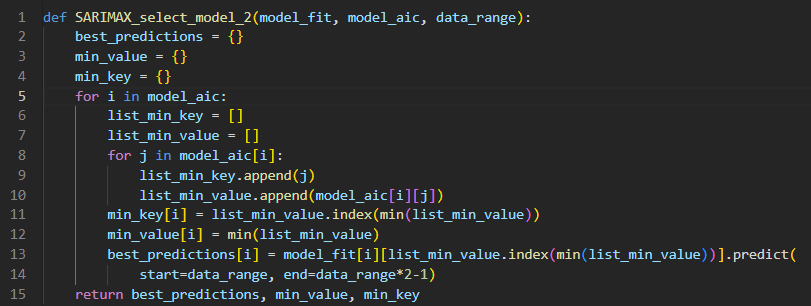 1 def SARIMAX_select_model_2(model_fit, model_aic, data_range):
2     best_predictions = {}
3     min_value = {}
4     min_key = {}
5     for i in model_aic:
6         list_min_key = []
7         list_min_value = []
8         for j in model_aic[i]:
9             list_min_key.append(j)
10             list_min_value.append(model_aic[i][j])
11         min_key[i] = list_min_value.index(min(list_min_value))
12         min_value[i] = min(list_min_value)
13         best_predictions[i] = model_fit[i][list_min_value.index(min(list_min_value))].predict(
14             start=data_range, end=data_range*2-1)
15     return best_predictions, min_value, min_key